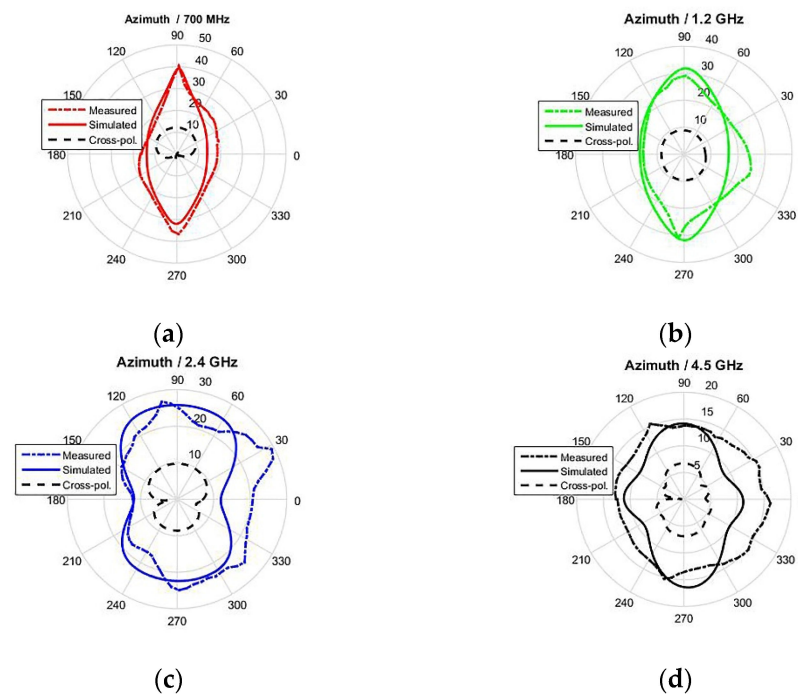 Azimuth / 700 MHz
90 50
120 60
40
150 30 30
20
10
Measured
Simulated
Cross-pol.
180 0
210 330
240 300
270
(a)
Azimuth / 1.2 GHz
90 40
120 60
30
150 20 30
10
Measured
Simulated
Cross-pol.
180 0
210 330
240 300
270
(b)
Azimuth / 2.4 GHz
90 30
120 60
20
150 30
10
Measured
Simulated
Cross-pol.
180 0
210 330
240 300
270
(c)
Azimuth / 4.5 GHz
90 20
120 60
15
150 10 30
5
Measured
Simulated
Cross-pol.
180 0
210 330
240 300
270
(d)